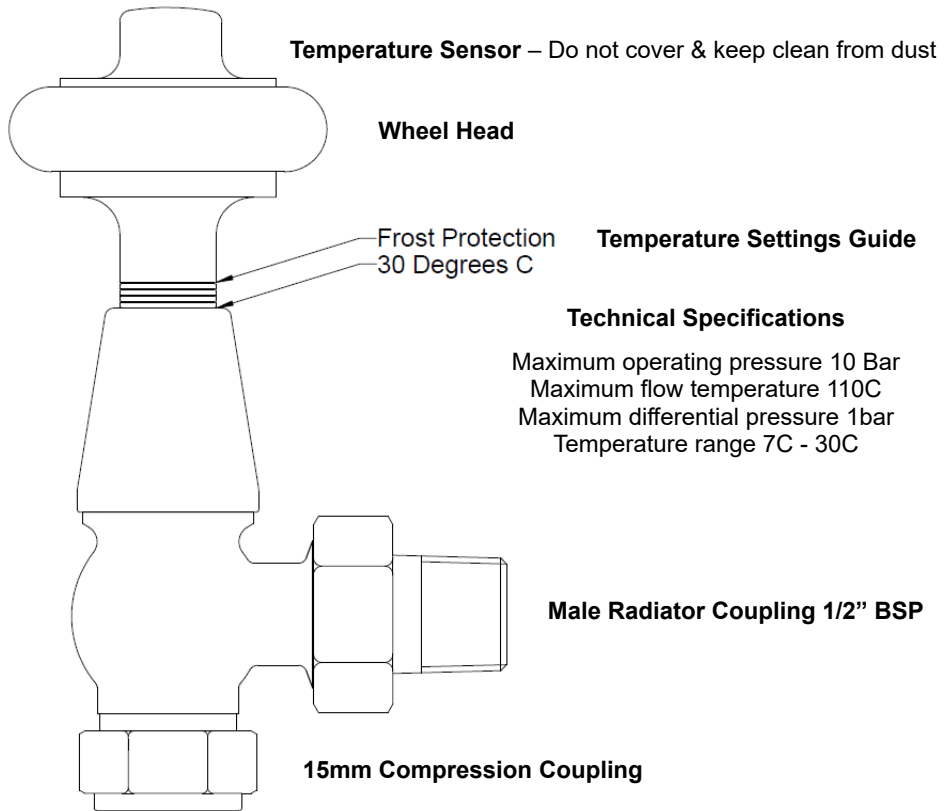 Temperature Sensor – Do not cover & keep clean from dust
Wheel Head
Frost Protection
30 Degrees C
Temperature Settings Guide
Technical Specifications
Maximum operating pressure 10 Bar
Maximum flow temperature 110C
Maximum differential pressure 1bar
Temperature range 7C - 30C
Male Radiator Coupling 1/2” BSP
15mm Compression Coupling